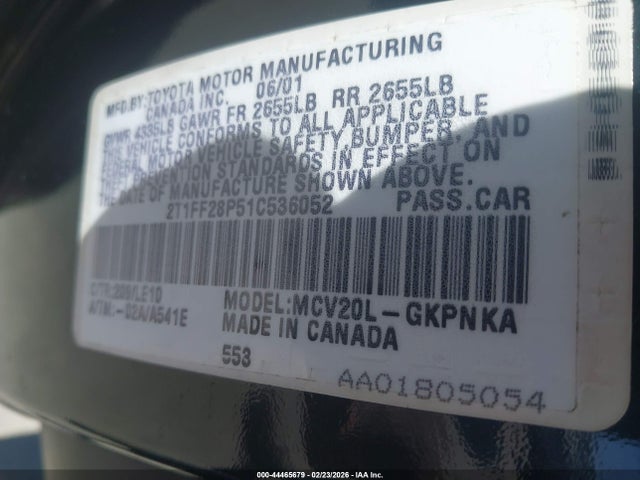 MFD.BY:TOYOTA MOTOR MANUFACTURING
CANADA INC. 06/01
GVWR 4335LB GAWR FR 2655LB RR 2655LB
THIS VEHICLE CONFORMS TO ALL APPLICABLE
FEDERAL MOTOR VEHICLE SAFETY, BUMPER, AND
THEFT PREVENTION STANDARDS IN EFFECT ON
THE DATE OF MANUFACTURE SHOWN ABOVE.
2T1FF28P51C536052 PASS.CAR
C/TR:209/LE10
A/TM:-02A/A541E
MODEL:MCV20L-GKPNKA
MADE IN CANADA
553
AA01805054
000-44465679 - 02/23/2026 - IAA Inc.